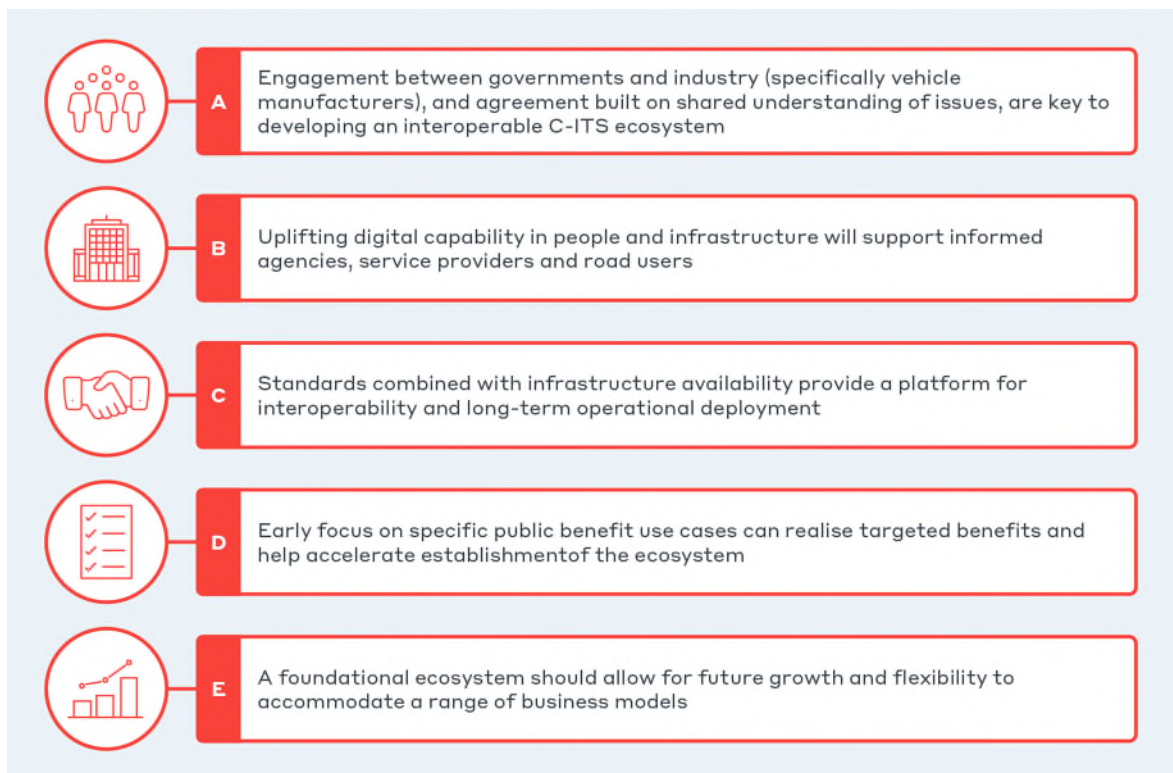 A
Engagement between governments and industry (specifically vehicle
manufacturers), and agreement built on shared understanding of issues, are key to
developing an interoperable C-ITS ecosystem
B
Uplifting digital capability in people and infrastructure will support informed
agencies, service providers and road users
C
Standards combined with infrastructure availability provide a platform for
interoperability and long-term operational deployment
D
Early focus on specific public benefit use cases can realise targeted benefits and
help accelerate establishmentof the ecosystem
E
A foundational ecosystem should allow for future growth and flexibility to
accommodate a range of business models